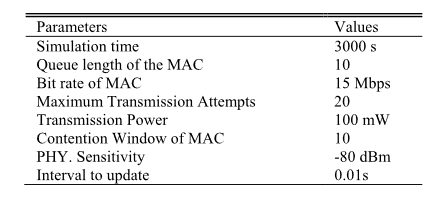 Parameters Values
Simulation time 3000 s
Queue length of the MAC 10
Bit rate of MAC 15 Mbps
Maximum Transmission Attempts 20
Transmission Power 100 mW
Contention Window of MAC 10
PHY. Sensitivity -80 dBm
Interval to update 0.01s